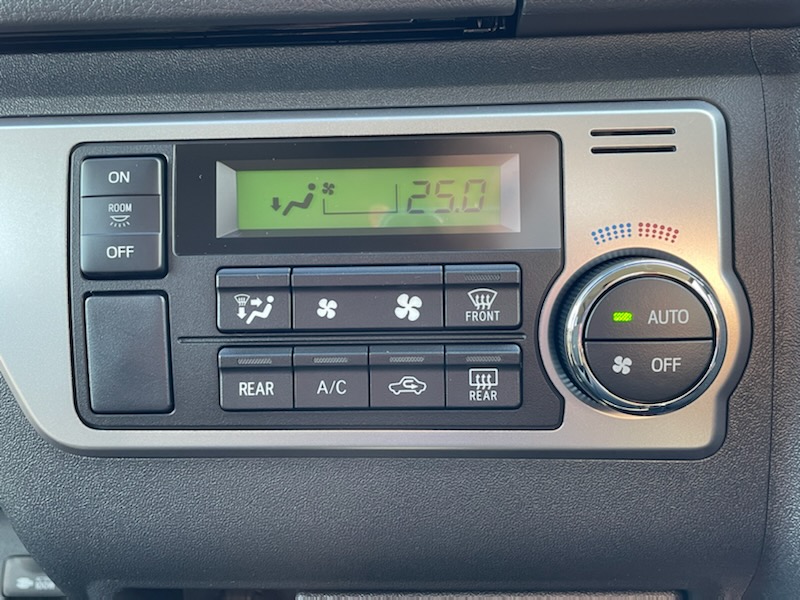 ON
ROOM
OFF
25.0
FRONT
REAR
A/C
REAR
AUTO
OFF